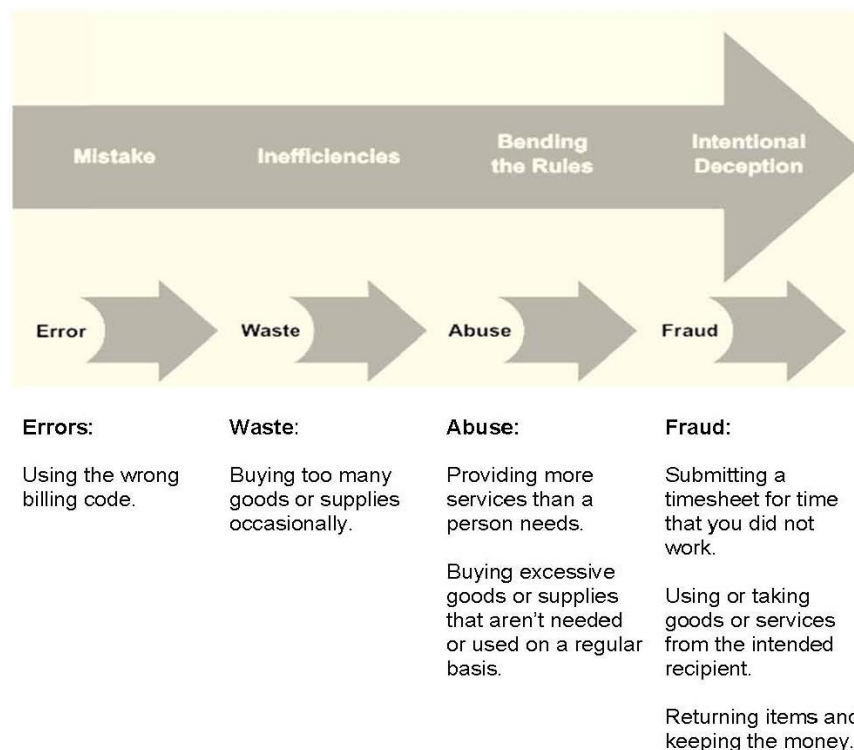 Mistake
Inefficiencies
Bending
the Rules
Intentional
Deception
Error
Waste
Abuse
Fraud
Errors:
Using the wrong
billing code.
Waste:
Buying too many
goods or supplies
occasionally.
Abuse:
Providing more
services than a
person needs.
Buying excessive
goods or supplies
that aren't needed
or used on a regular
basis.
Fraud:
Submitting a
timesheet for time
that you did not
work.
Using or taking
goods or services
from the intended
recipient.
Returning items and
keeping the money.